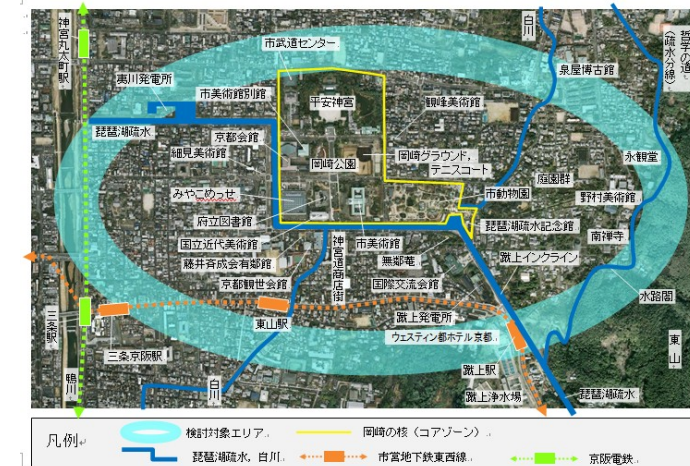 神宮丸太町駅
夷川発電所
琵琶湖疏水
市美術館別館
京都会館
細見美術館
みやこめっせ
府立図書館
国立近代美術館
藤井斉成会有鄰館
京都観世会館
市武道センター
平安神宮
岡崎公園
観峰美術館
岡崎グラウンド,
テニスコート
白川
泉屋博古館
哲学の道
(疏水分線)
永観堂
庭園群
野村美術館
市動物園
琵琶湖疏水記念館
南禅寺
市美術館
無鄰菴
神宮道商店街
国際交流会館
蹴上インクライン
水路閣
東山
東山駅
蹴上発電所
ウェスティン都ホテル京都
三条駅
三条京阪駅
鴨川
白川
蹴上駅
蹴上浄水場
琵琶湖疏水
凡例
検討対象エリア
岡崎の核(コアゾーン)
琵琶湖疏水, 白川
市営地下鉄東西線
京阪電鉄